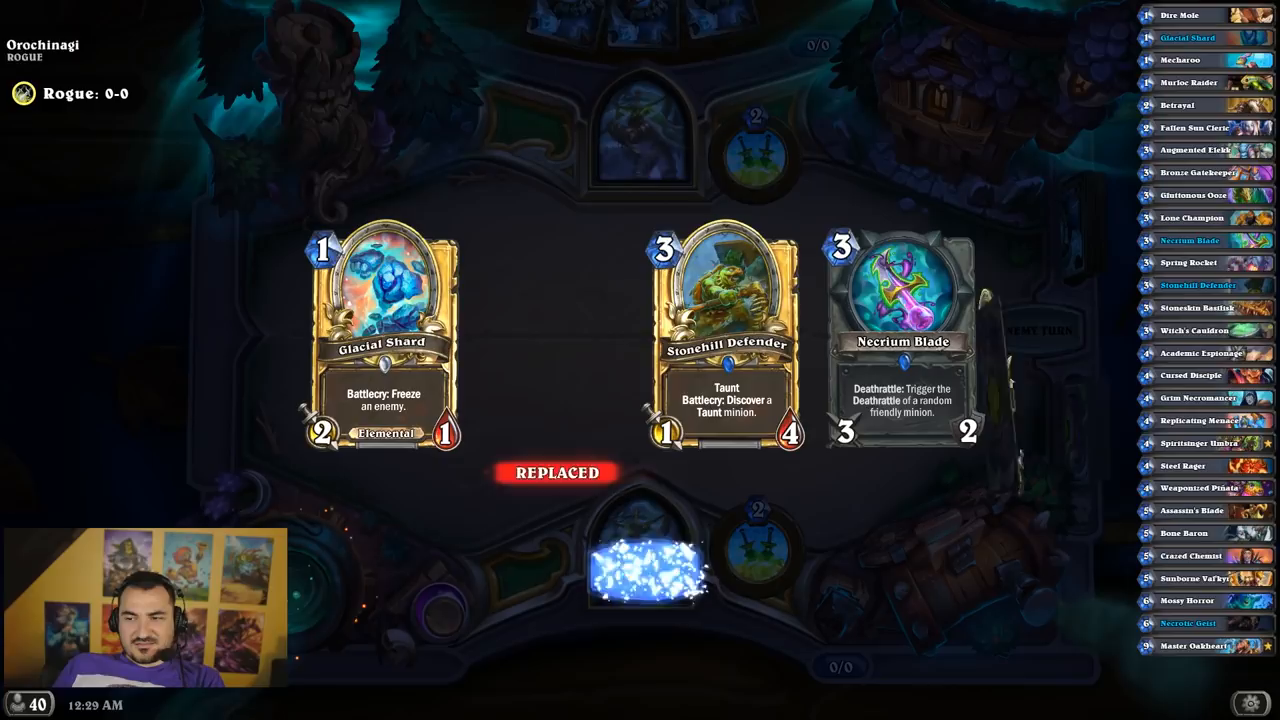 Orochinagi
ROGUE
Rogue: 0-0
0/0
2
1
Glacial Shard
Battlecry: Freeze
an enemy.
Elemental
2
1
3
Stonehill Defender
Taunt
Battlecry: Discover a
Taunt minion.
1
4
3
Necrium Blade
Deathrattle: Trigger the
Deathrattle of a random
friendly minion.
3
2
REPLACED
2
0/0
1 Dire Mole
1 Glacial Shard
1 Mecharoo
1 Murloc Raider
2 Betrayal
2 Fallen Sun Cleric
3 Augmented Elekk
3 Bronze Gatekeeper
3 Gluttonous Ooze
3 Lone Champion
3 Necrium Blade
3 Spring Rocket
3 Stonehill Defender
3 Stoneskin Basilisk
3 Witch's Cauldron
4 Academic Espionage
4 Cursed Disciple
4 Grim Necromancer
4 Replicating Menace
4 Spiritsinger Umbra
4 Steel Rager
4 Weaponized Piñata
5 Assassin's Blade
5 Bone Baron
5 Crazed Chemist
5 Sunborne Val'kyr
6 Mossy Horror
6 Necrotic Geist
9 Master Oakheart
40
12:29 AM